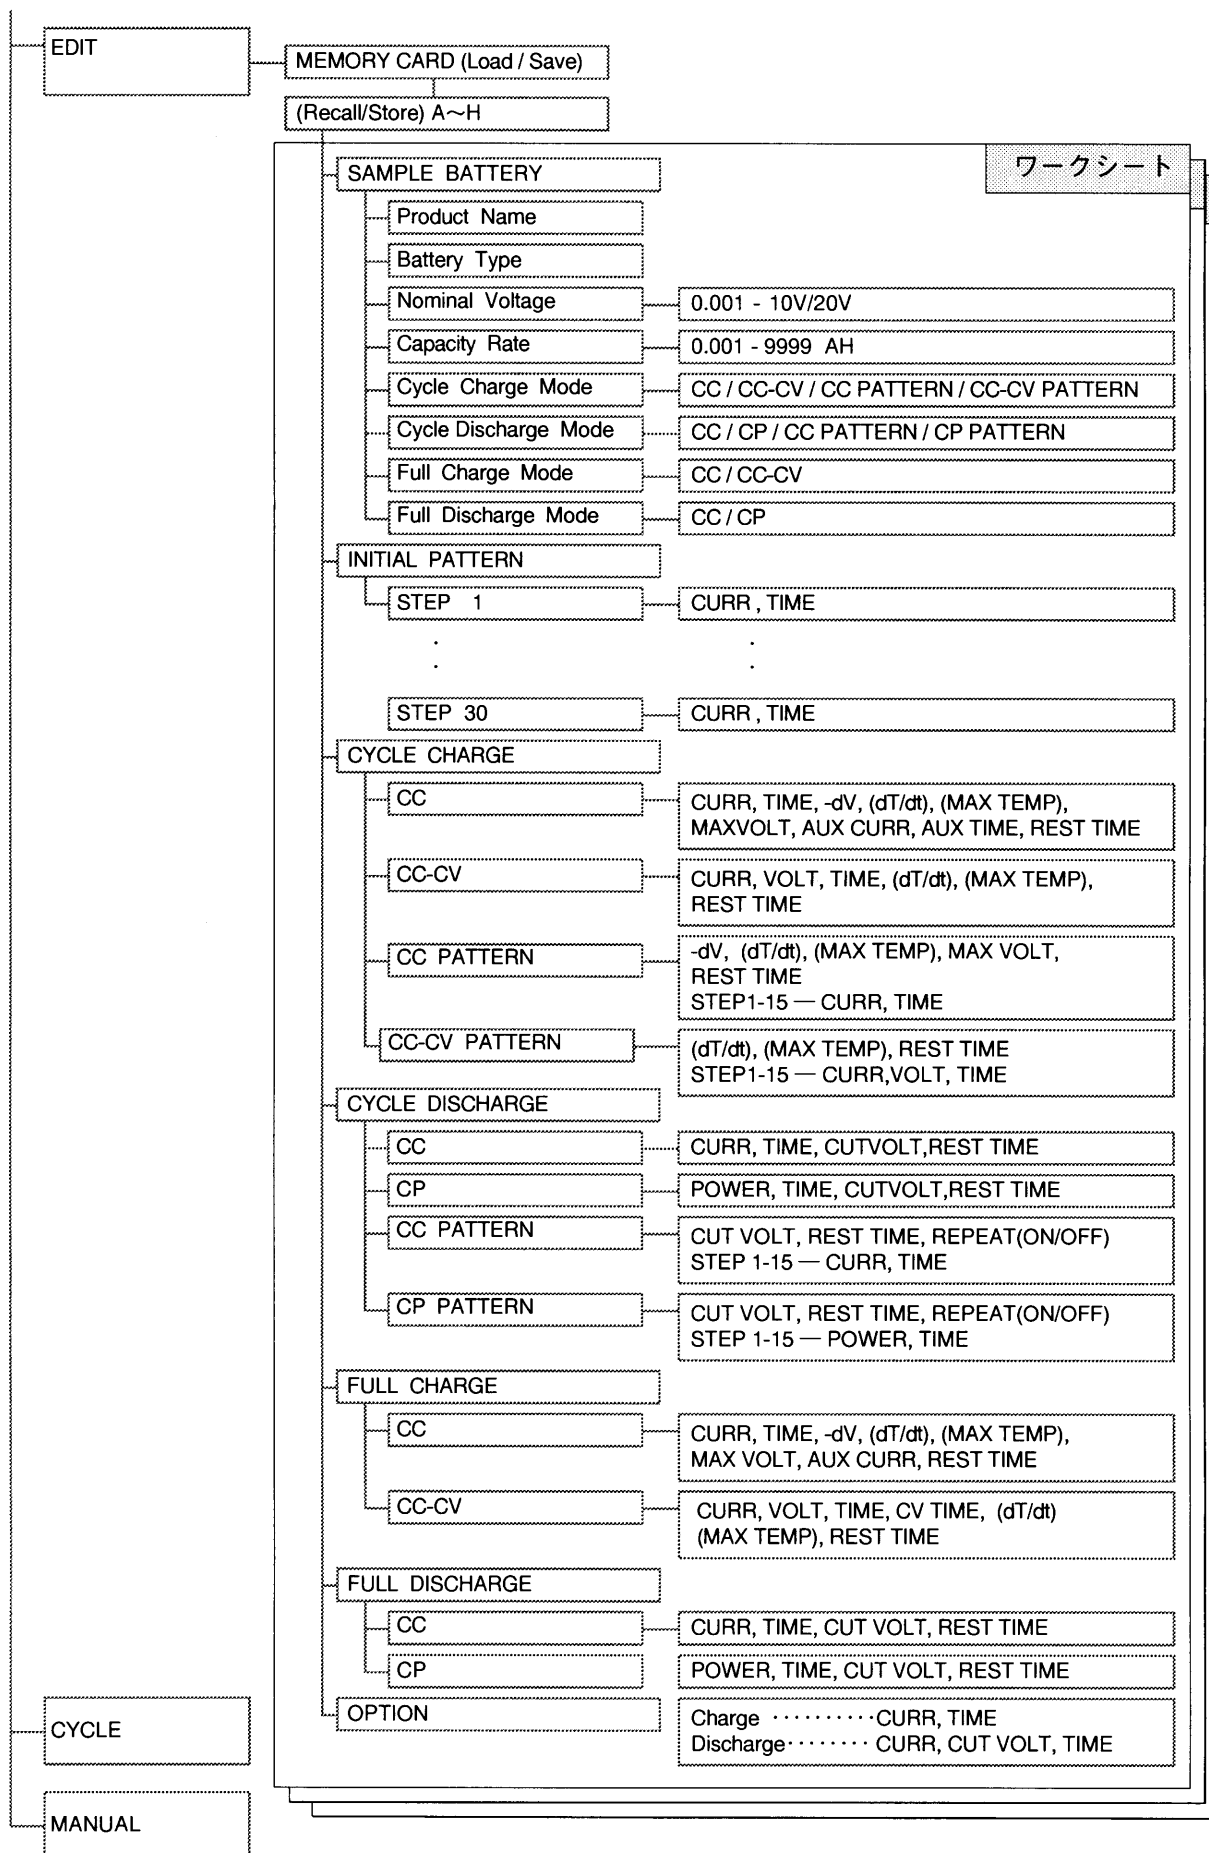 EDIT
MEMORY CARD (Load / Save)
(Recall/Store) A〜H
ワークシート
SAMPLE BATTERY
Product Name
Battery Type
Nominal Voltage
0.001 - 10V/20V
Capacity Rate
0.001 - 9999 AH
Cycle Charge Mode
CC / CC-CV / CC PATTERN / CC-CV PATTERN
Cycle Discharge Mode
CC / CP / CC PATTERN / CP PATTERN
Full Charge Mode
CC / CC-CV
Full Discharge Mode
CC / CP
INITIAL PATTERN
STEP 1
CURR , TIME
STEP 30
CURR , TIME
CYCLE CHARGE
CC
CURR, TIME, -dV, (dT/dt), (MAX TEMP),
MAXVOLT, AUX CURR, AUX TIME, REST TIME
CC-CV
CURR, VOLT, TIME, (dT/dt), (MAX TEMP),
REST TIME
CC PATTERN
-dV, (dT/dt), (MAX TEMP), MAX VOLT,
REST TIME
STEP1-15 — CURR, TIME
CC-CV PATTERN
(dT/dt), (MAX TEMP), REST TIME
STEP1-15 — CURR,VOLT, TIME
CYCLE DISCHARGE
CC
CURR, TIME, CUTVOLT,REST TIME
CP
POWER, TIME, CUTVOLT,REST TIME
CC PATTERN
CUT VOLT, REST TIME, REPEAT(ON/OFF)
STEP 1-15 — CURR, TIME
CP PATTERN
CUT VOLT, REST TIME, REPEAT(ON/OFF)
STEP 1-15 — POWER, TIME
FULL CHARGE
CC
CURR, TIME, -dV, (dT/dt), (MAX TEMP),
MAX VOLT, AUX CURR, REST TIME
CC-CV
CURR, VOLT, TIME, CV TIME, (dT/dt)
(MAX TEMP), REST TIME
FULL DISCHARGE
CC
CURR, TIME, CUT VOLT, REST TIME
CP
POWER, TIME, CUT VOLT, REST TIME
OPTION
Charge ··········CURR, TIME
Discharge········ CURR, CUT VOLT, TIME
CYCLE
MANUAL